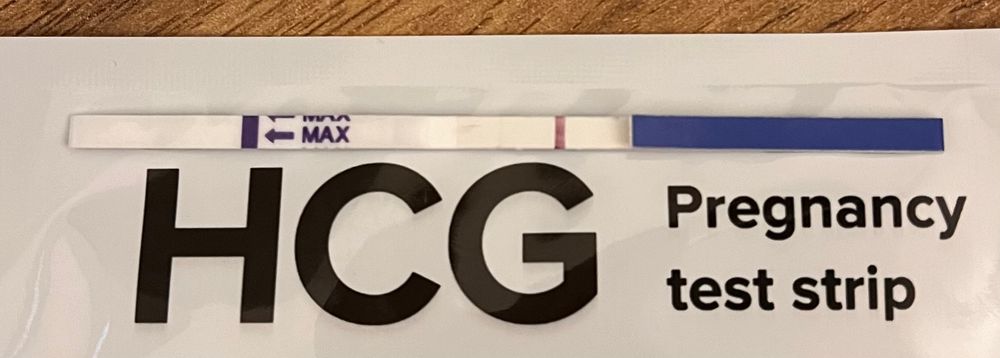 MAX
MAX
HCG
Pregnancy
test strip